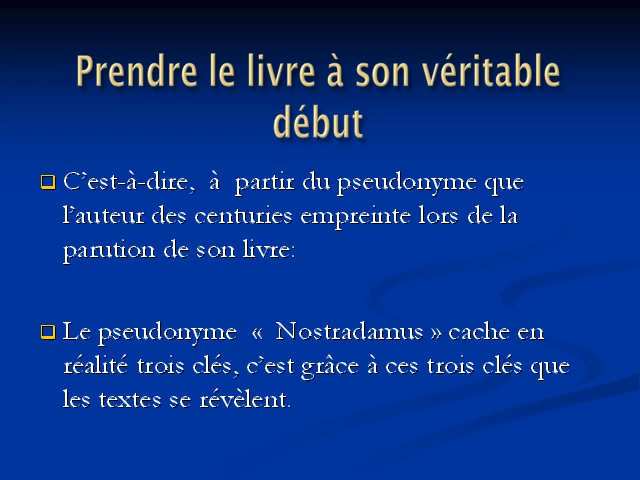 Prendre le livre à son véritable
début
C'est-à-dire, à partir du pseudonyme que
l'auteur des centuries empreinte lors de la
parution de son livre:
Le pseudonyme « Nostradamus » cache en
réalité trois clés, c'est grâce à ces trois clés que
les textes se révèlent.